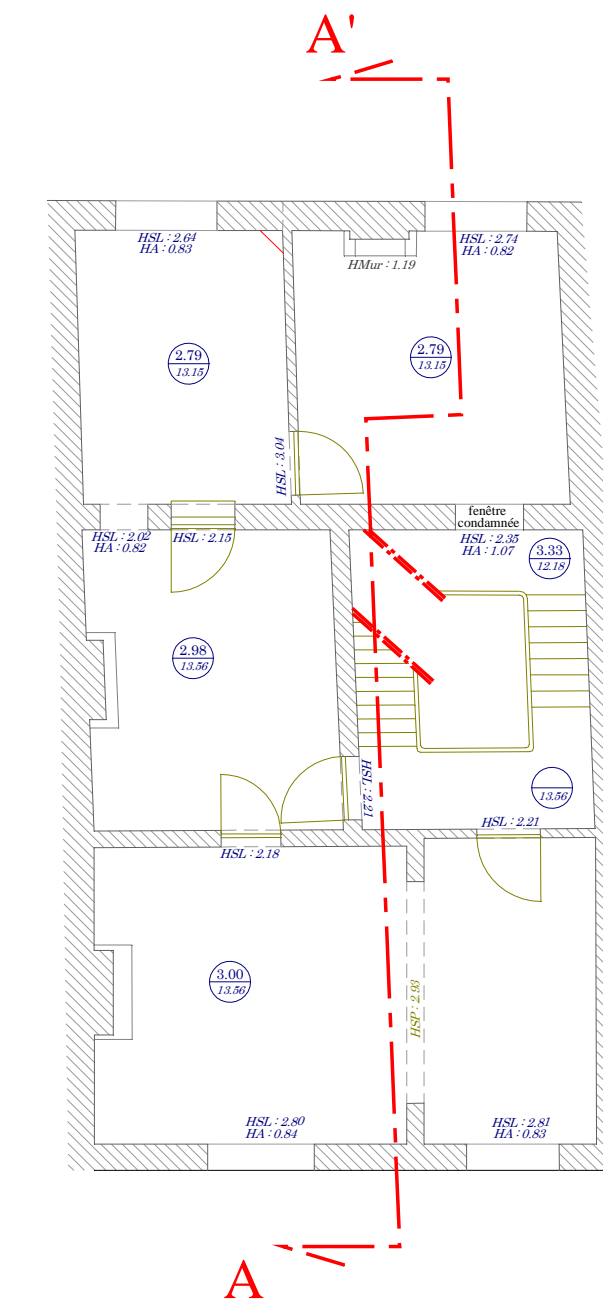 A'
HSL : 2.64
HA : 0.83
HSL : 2.74
HA : 0.82
HMur : 1.19
2.79
13.15
2.79
13.15
HSL : 3.04
fenêtre
condamnée
HSL : 2.02
HA : 0.82
HSL : 2.15
HSL : 2.35
HA : 1.07
3.33
12.18
2.98
13.56
HSL : 2.21
13.56
HSL : 2.21
HSL : 2.18
3.00
13.56
HSP : 2.93
HSL : 2.80
HA : 0.84
HSL : 2.81
HA : 0.83
A